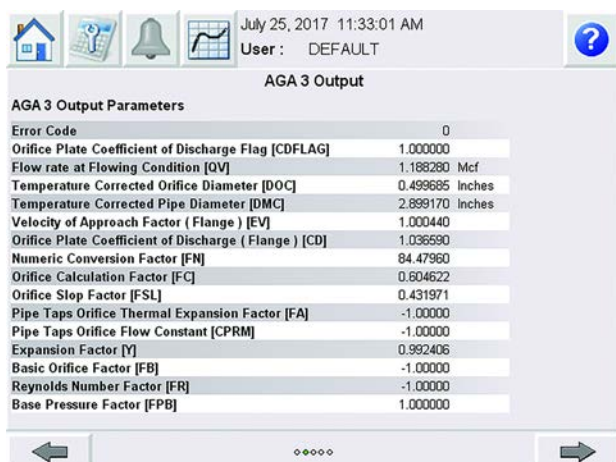 July 25, 2017 11:33:01 AM
User : DEFAULT
?
AGA 3 Output
AGA 3 Output Parameters
Error Code 0
Orifice Plate Coefficient of Discharge Flag [CDFLAG] 1.000000
Flow rate at Flowing Condition [QV] 1.188280 Mcf
Temperature Corrected Orifice Diameter [DOC] 0.499685 Inches
Temperature Corrected Pipe Diameter [DMC] 2.899170 Inches
Velocity of Approach Factor ( Flange ) [EV] 1.000440
Orifice Plate Coefficient of Discharge ( Flange ) [CD] 1.036590
Numeric Conversion Factor [FN] 84.47960
Orifice Calculation Factor [FC] 0.604622
Orifice Slop Factor [FSL] 0.431971
Pipe Taps Orifice Thermal Expansion Factor [FA] -1.00000
Pipe Taps Orifice Flow Constant [CPRM] -1.00000
Expansion Factor [Y] 0.992406
Basic Orifice Factor [FB] -1.00000
Reynolds Number Factor [FR] -1.00000
Base Pressure Factor [FPB] 1.000000